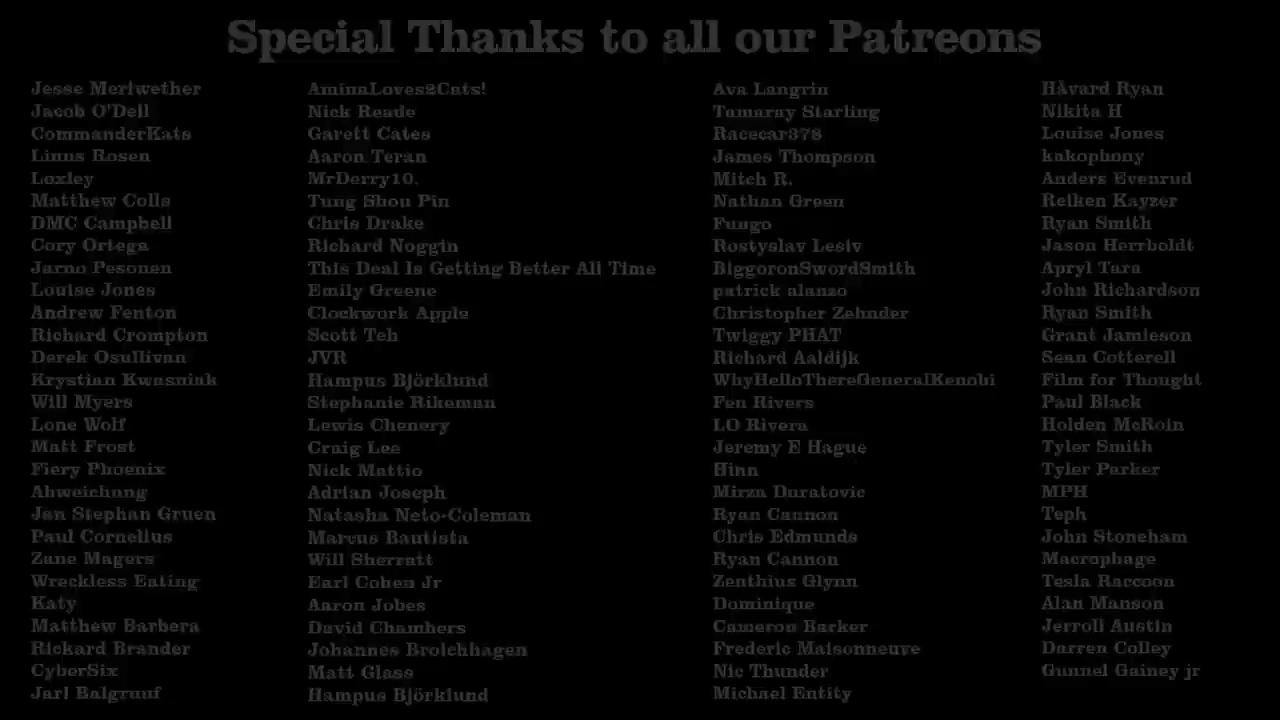 Special Thanks to all our Patreons
Jesse Meriwether
Jacob O'Dell
CommanderKats
Linus Rosen
Loxley
Matthew Colls
DMC Campbell
Cory Ortega
Jarno Pesonen
Louise Jones
Andrew Fenton
Richard Crompton
Derek Osullivan
Krystian Kwasniak
Will Myers
Lone Wolf
Matt Frost
Fiery Phoenix
Abweichung
Jan Stephan Gruen
Paul Cornelius
Zane Magers
Wreckless Eating
Katy
Matthew Barbera
Rickard Brander
CyberSix
Jarl Balgruuf
AminaLoves2Cats!
Nick Reade
Garett Cates
Aaron Teran
MrDerry10.
Tung Shou Pin
Chris Drake
Richard Noggin
This Deal Is Getting Better All Time
Emily Greene
Clockwork Apple
Scott Teh
JVR
Hampus Björklund
Stephanie Rikeman
Lewis Chenery
Craig Lee
Nick Mattio
Adrian Joseph
Natasha Neto-Coleman
Marcus Bautista
Will Sherratt
Earl Cohen Jr
Aaron Jobes
David Chambers
Johannes Broichhagen
Matt Glass
Hampus Björklund
Ava Langrin
Tomaray Starling
Racecar378
James Thompson
Mitch R.
Nathan Green
Fungo
Rostyslav Lesiv
BiggoronSwordSmith
patrick alanzo
Christopher Zehnder
Twiggy PHAT
Richard Aaldijk
WhyHelloThereGeneralKenobi
Fen Rivers
LO Rivera
Jeremy E Hague
Hinn
Mirza Duratovic
Ryan Cannon
Chris Edmunds
Ryan Cannon
Zenthius Glynn
Dominique
Cameron Barker
Frederic Maisonneuve
Nic Thunder
Michael Entity
Håvard Ryan
Nikita H
Louise Jones
kakophony
Anders Evenrud
Reiken Kayzer
Ryan Smith
Jason Herrboldt
Apryl Tara
John Richardson
Ryan Smith
Grant Jamieson
Sean Cotterell
Film for Thought
Paul Black
Holden McRoin
Tyler Smith
Tyler Parker
MPH
Teph
John Stoneham
Macrophage
Tesla Raccoon
Alan Manson
Jerroll Austin
Darren Colley
Gunnel Gainey jr